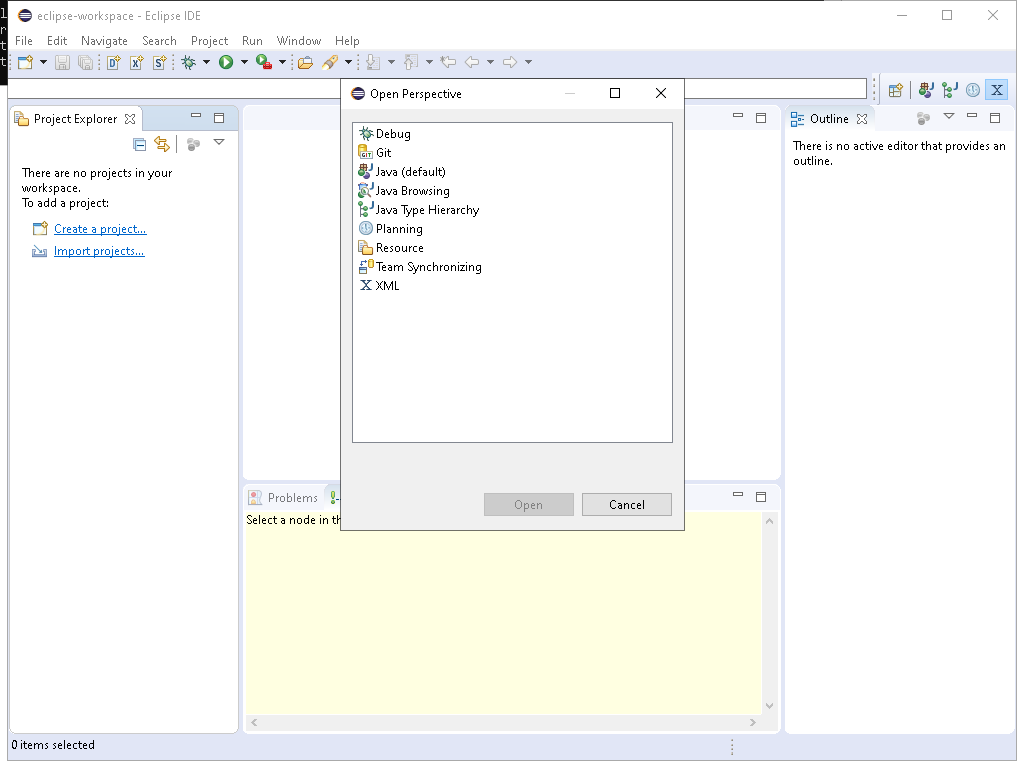 eclipse-workspace - Eclipse IDE
File Edit Navigate Search Project Run Window Help
Open Perspective
Project Explorer
Outline
There are no projects in your
workspace.
To add a project:
Create a project...
Import projects...
Debug
Git
Java (default)
Java Browsing
Java Type Hierarchy
Planning
Resource
Team Synchronizing
XML
Open Cancel
There is no active editor that provides an
outline.
Problems
Select a node in th
0 items selected